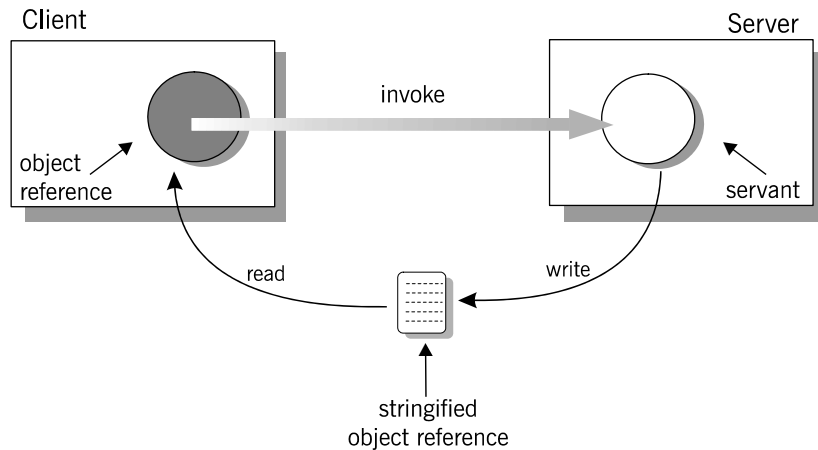 Client
Server
invoke
object
reference
servant
read
write
stringified
object reference